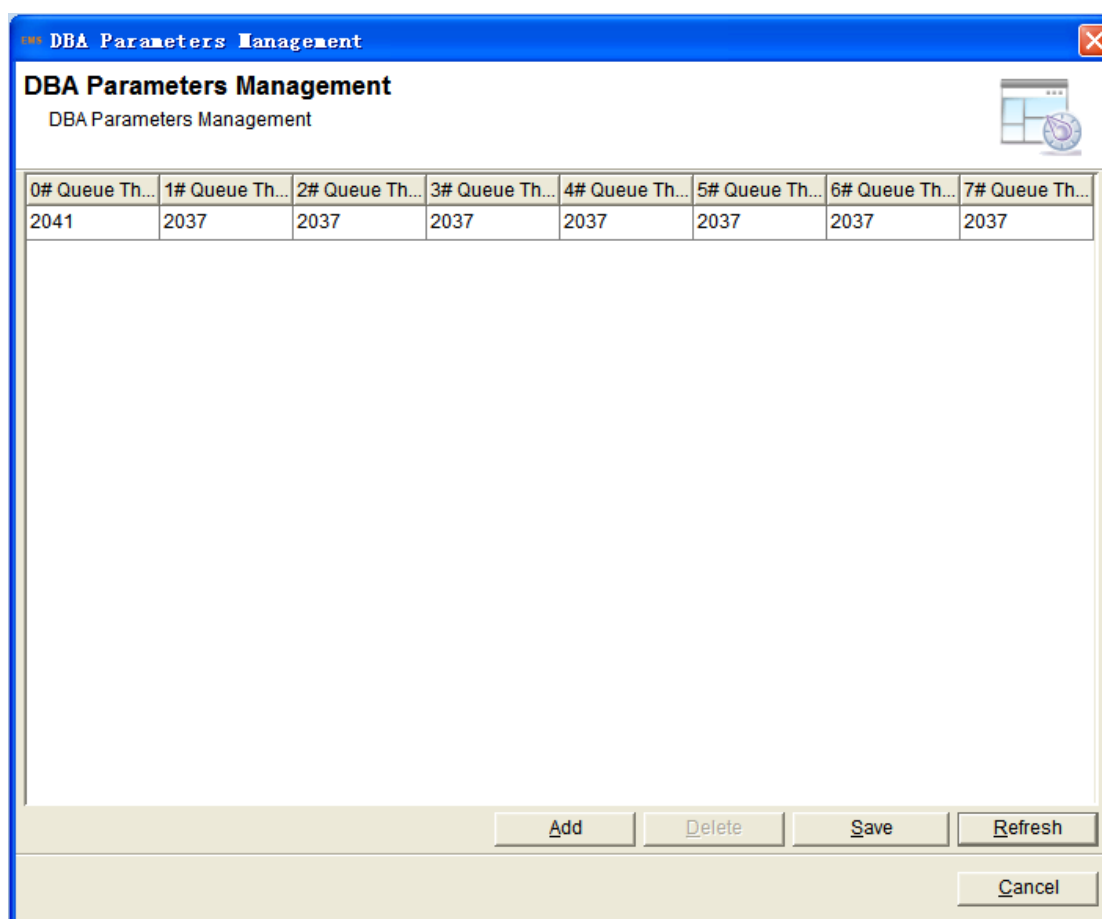 EMS DBA Parameters Management
DBA Parameters Management
DBA Parameters Management
0# Queue Th... 1# Queue Th... 2# Queue Th... 3# Queue Th... 4# Queue Th... 5# Queue Th... 6# Queue Th... 7# Queue Th...
2041 2037 2037 2037 2037 2037 2037 2037
Add Delete Save Refresh
Cancel